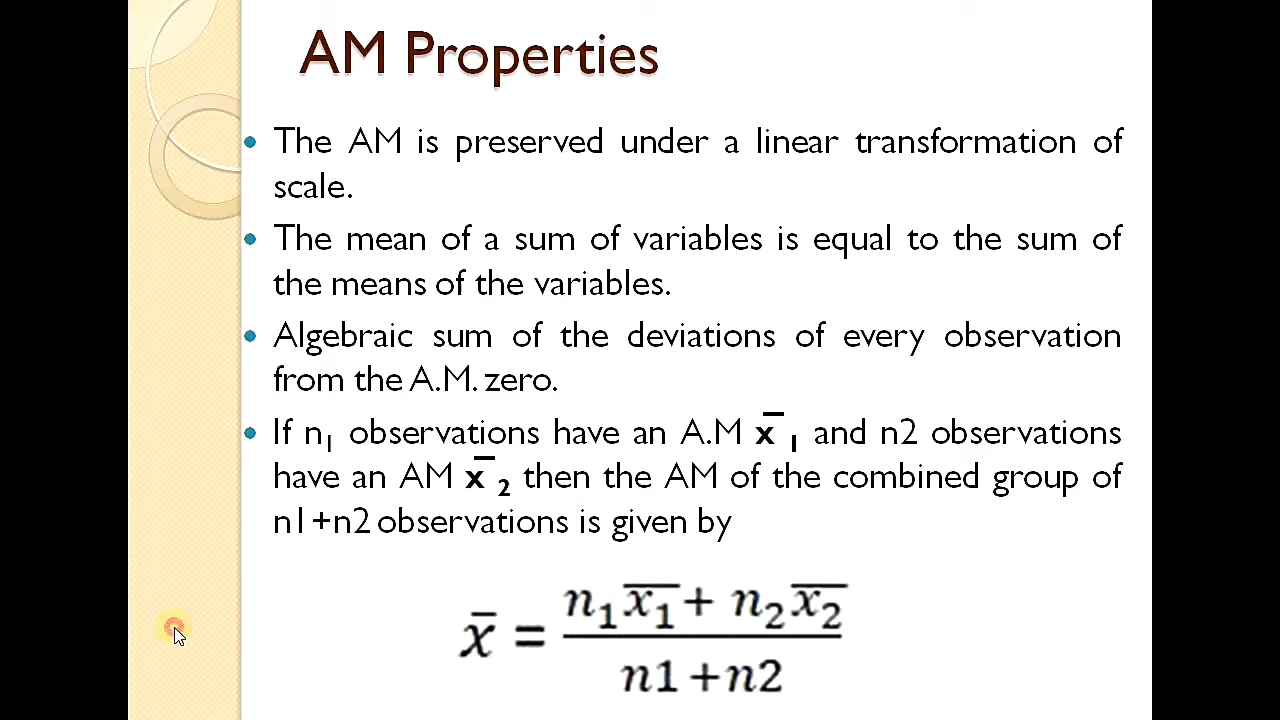 AM Properties
• The AM is preserved under a linear transformation of
scale.
• The mean of a sum of variables is equal to the sum of
the means of the variables.
• Algebraic sum of the deviations of every observation
from the A.M. zero.
• If n₁ observations have an A.M x̄ ₁ and n2 observations
have an AM x̄ ₂ then the AM of the combined group of
n1+n2 observations is given by
x̄ = (n₁x̄₁ + n₂x̄₂) / (n1+n2)